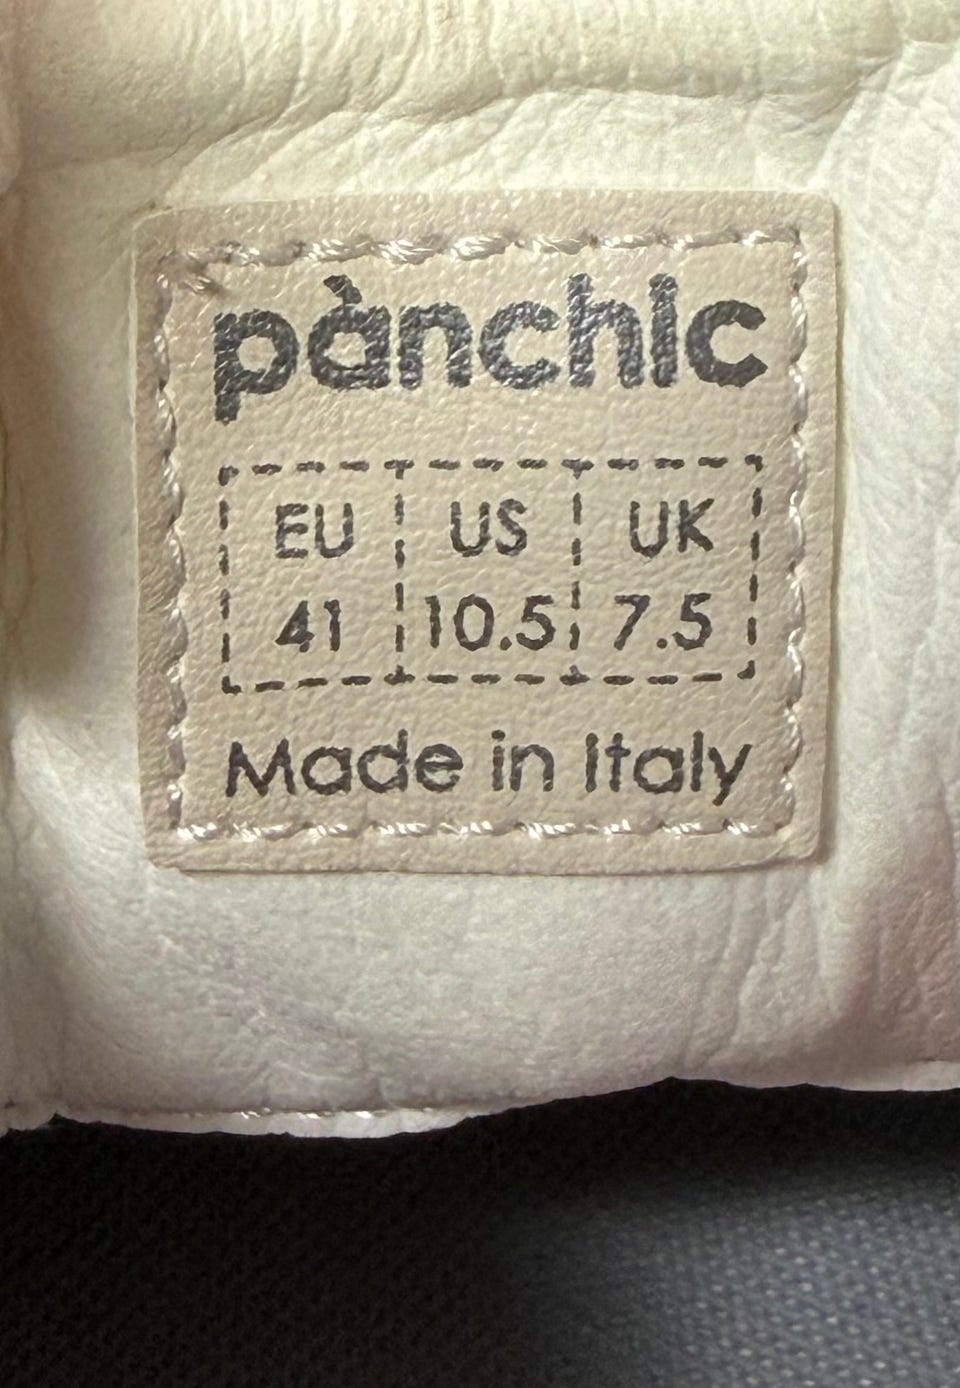 pànchic
EU US UK
41 10.5 7.5
Made in Italy